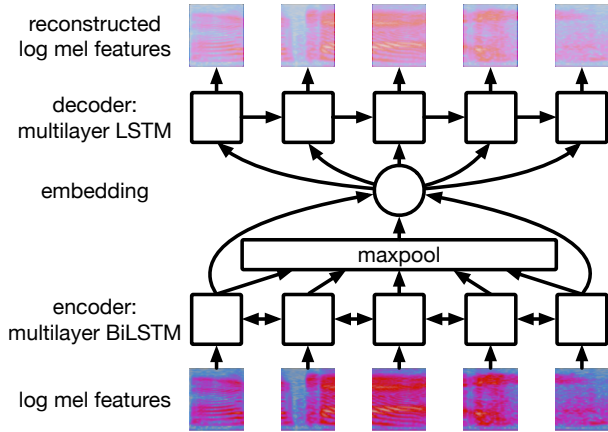 reconstructed
log mel features
decoder:
multilayer LSTM
embedding
maxpool
encoder:
multilayer BiLSTM
log mel features